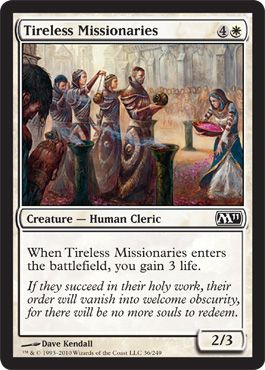 Tireless Missionaries 4
Creature — Human Cleric M11
When Tireless Missionaries enters
the battlefield, you gain 3 life.
If they succeed in their holy work, their
order will vanish into welcome obscurity,
for there will be no more souls to redeem.
Dave Kendall
™ & © 1993–2010 Wizards of the Coast LLC 36/249
2/3